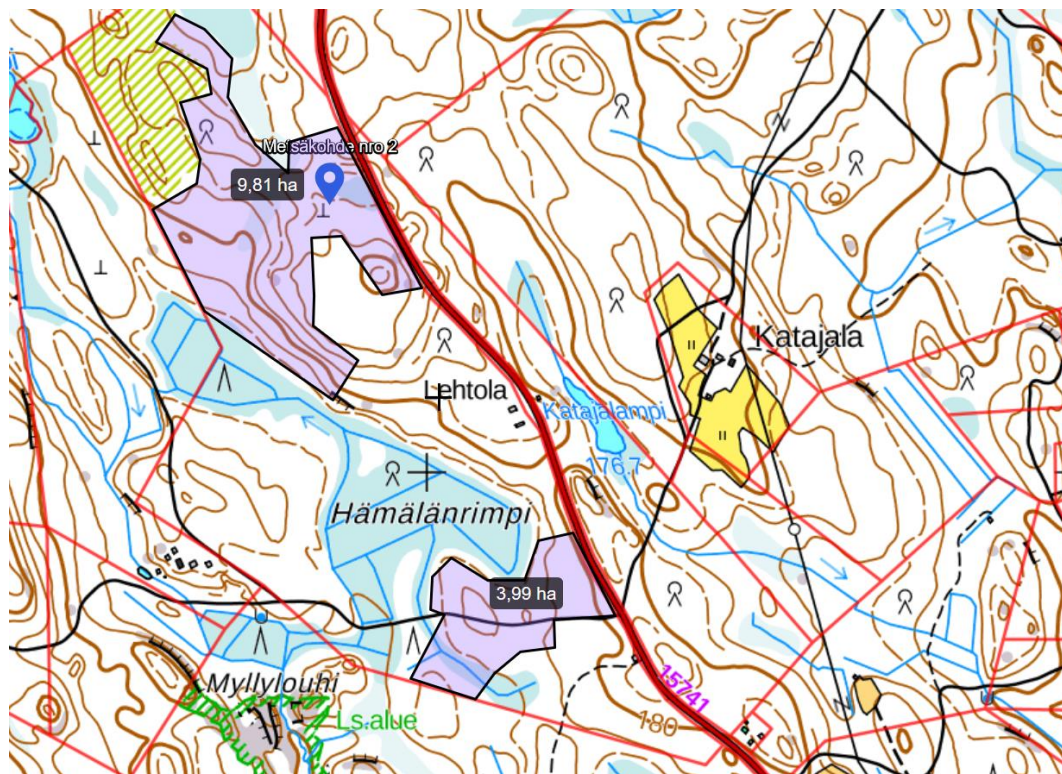 Metsäkohde nro 2
9,81 ha
Katajala
Lehtola
Katajalampi
176.7
Hämälänrimpi
3,99 ha
Myllylouhi
Ls.alue
15741
180